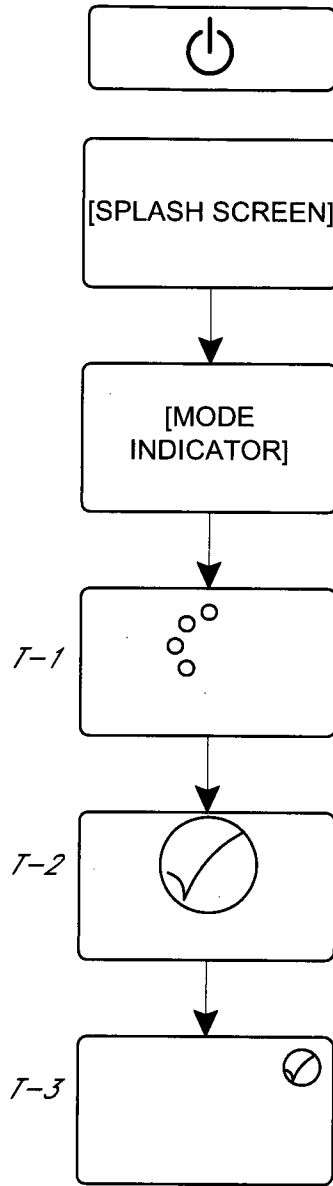 [SPLASH SCREEN]
[MODE
INDICATOR]
T-1
T-2
T-3